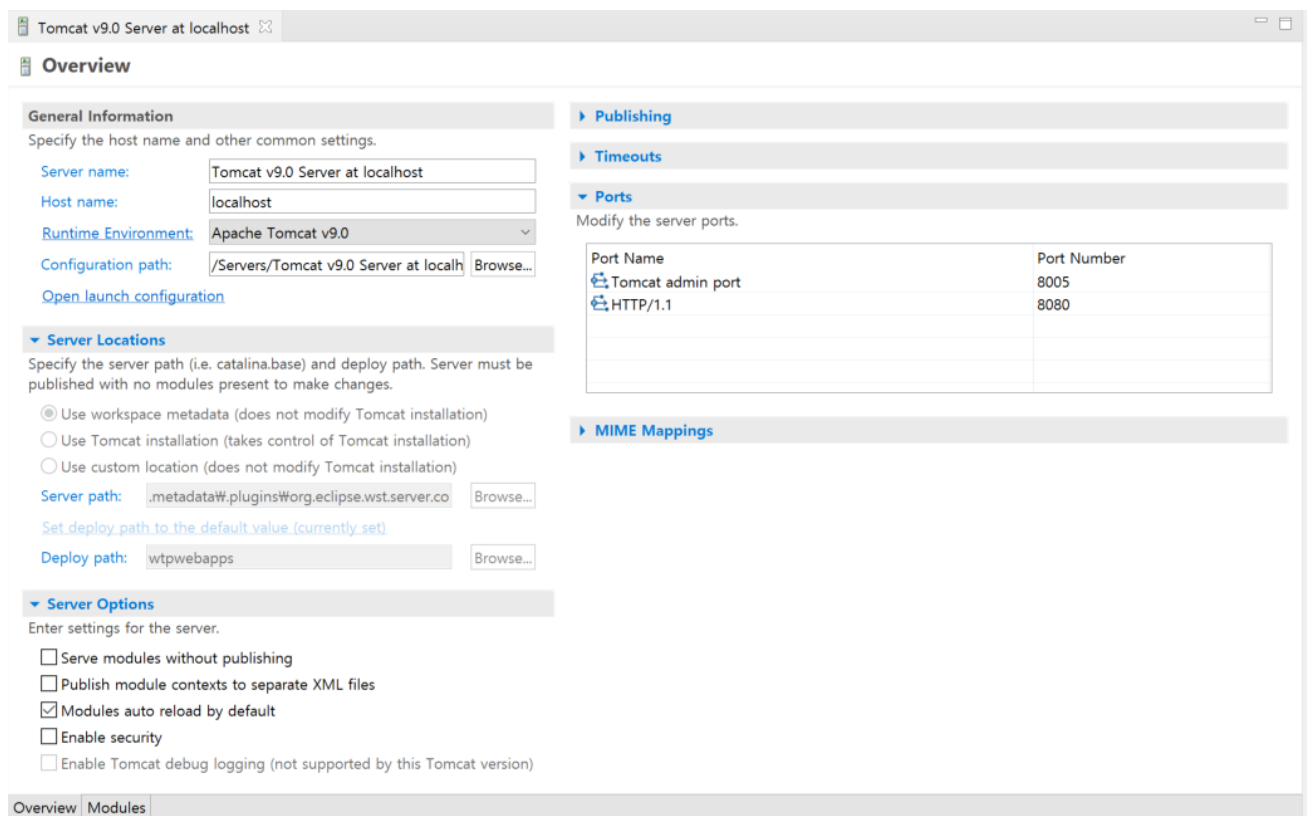 Tomcat v9.0 Server at localhost
Overview
General Information
Specify the host name and other common settings.
Server name: Tomcat v9.0 Server at localhost
Host name: localhost
Runtime Environment: Apache Tomcat v9.0
Configuration path: /Servers/Tomcat v9.0 Server at localh Browse...
Open launch configuration
Server Locations
Specify the server path (i.e. catalina.base) and deploy path. Server must be
published with no modules present to make changes.
Use workspace metadata (does not modify Tomcat installation)
Use Tomcat installation (takes control of Tomcat installation)
Use custom location (does not modify Tomcat installation)
Server path: .metadata₩.plugins₩org.eclipse.wst.server.co Browse...
Set deploy path to the default value (currently set)
Deploy path: wtpwebapps Browse...
Server Options
Enter settings for the server.
Serve modules without publishing
Publish module contexts to separate XML files
Modules auto reload by default
Enable security
Enable Tomcat debug logging (not supported by this Tomcat version)
Publishing
Timeouts
Ports
Modify the server ports.
Port Name Port Number
Tomcat admin port 8005
HTTP/1.1 8080
MIME Mappings
Overview Modules